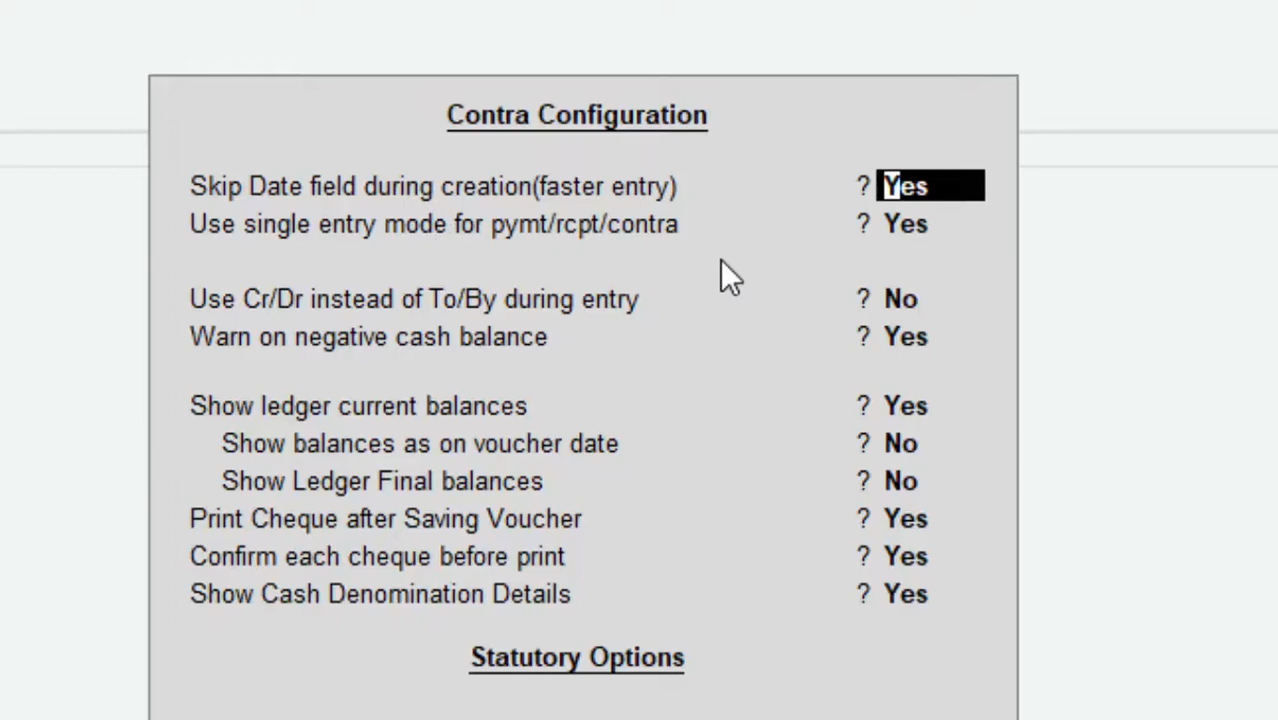 Contra Configuration
Skip Date field during creation(faster entry) ? Yes
Use single entry mode for pymt/rcpt/contra ? Yes
Use Cr/Dr instead of To/By during entry ? No
Warn on negative cash balance ? Yes
Show ledger current balances ? Yes
Show balances as on voucher date ? No
Show Ledger Final balances ? No
Print Cheque after Saving Voucher ? Yes
Confirm each cheque before print ? Yes
Show Cash Denomination Details ? Yes
Statutory Options